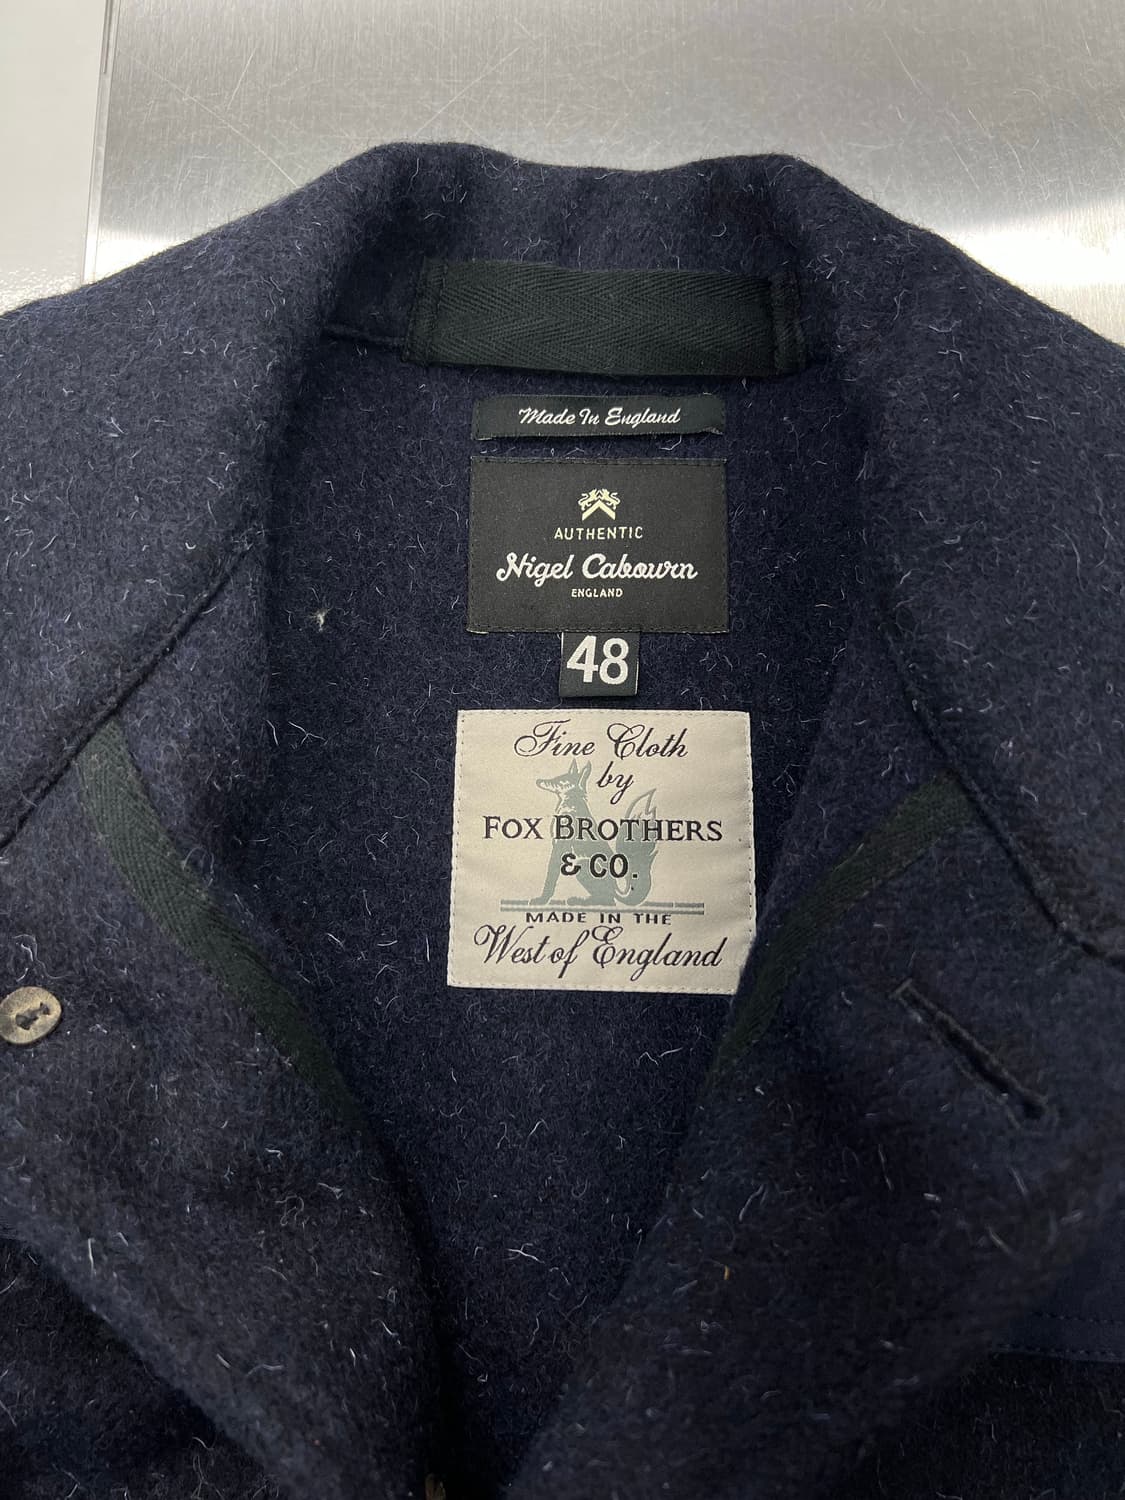 Made In England
AUTHENTIC
Nigel Cabourn
ENGLAND
48
Fine Cloth
by
FOX BROTHERS
& CO.
MADE IN THE
West of England